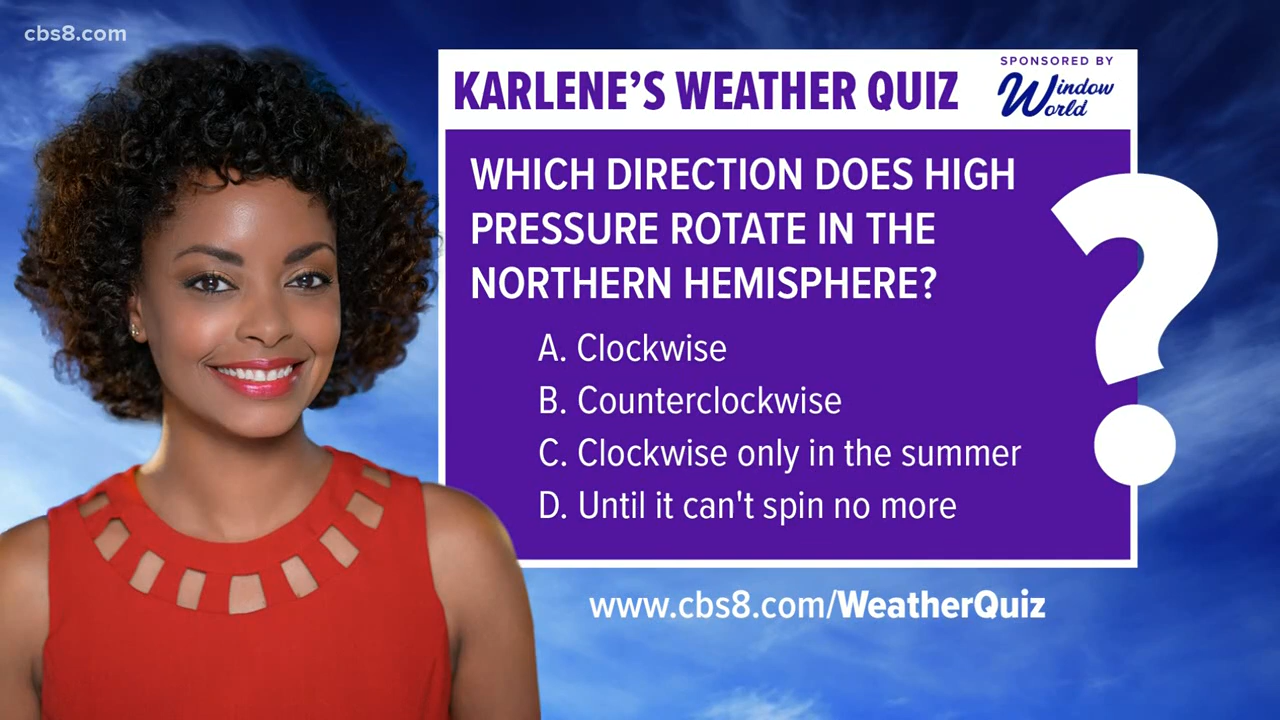 cbs8.com
KARLENE'S WEATHER QUIZ
SPONSORED BY
Window
World
WHICH DIRECTION DOES HIGH
PRESSURE ROTATE IN THE
NORTHERN HEMISPHERE?
A. Clockwise
B. Counterclockwise
C. Clockwise only in the summer
D. Until it can't spin no more
?
www.cbs8.com/WeatherQuiz